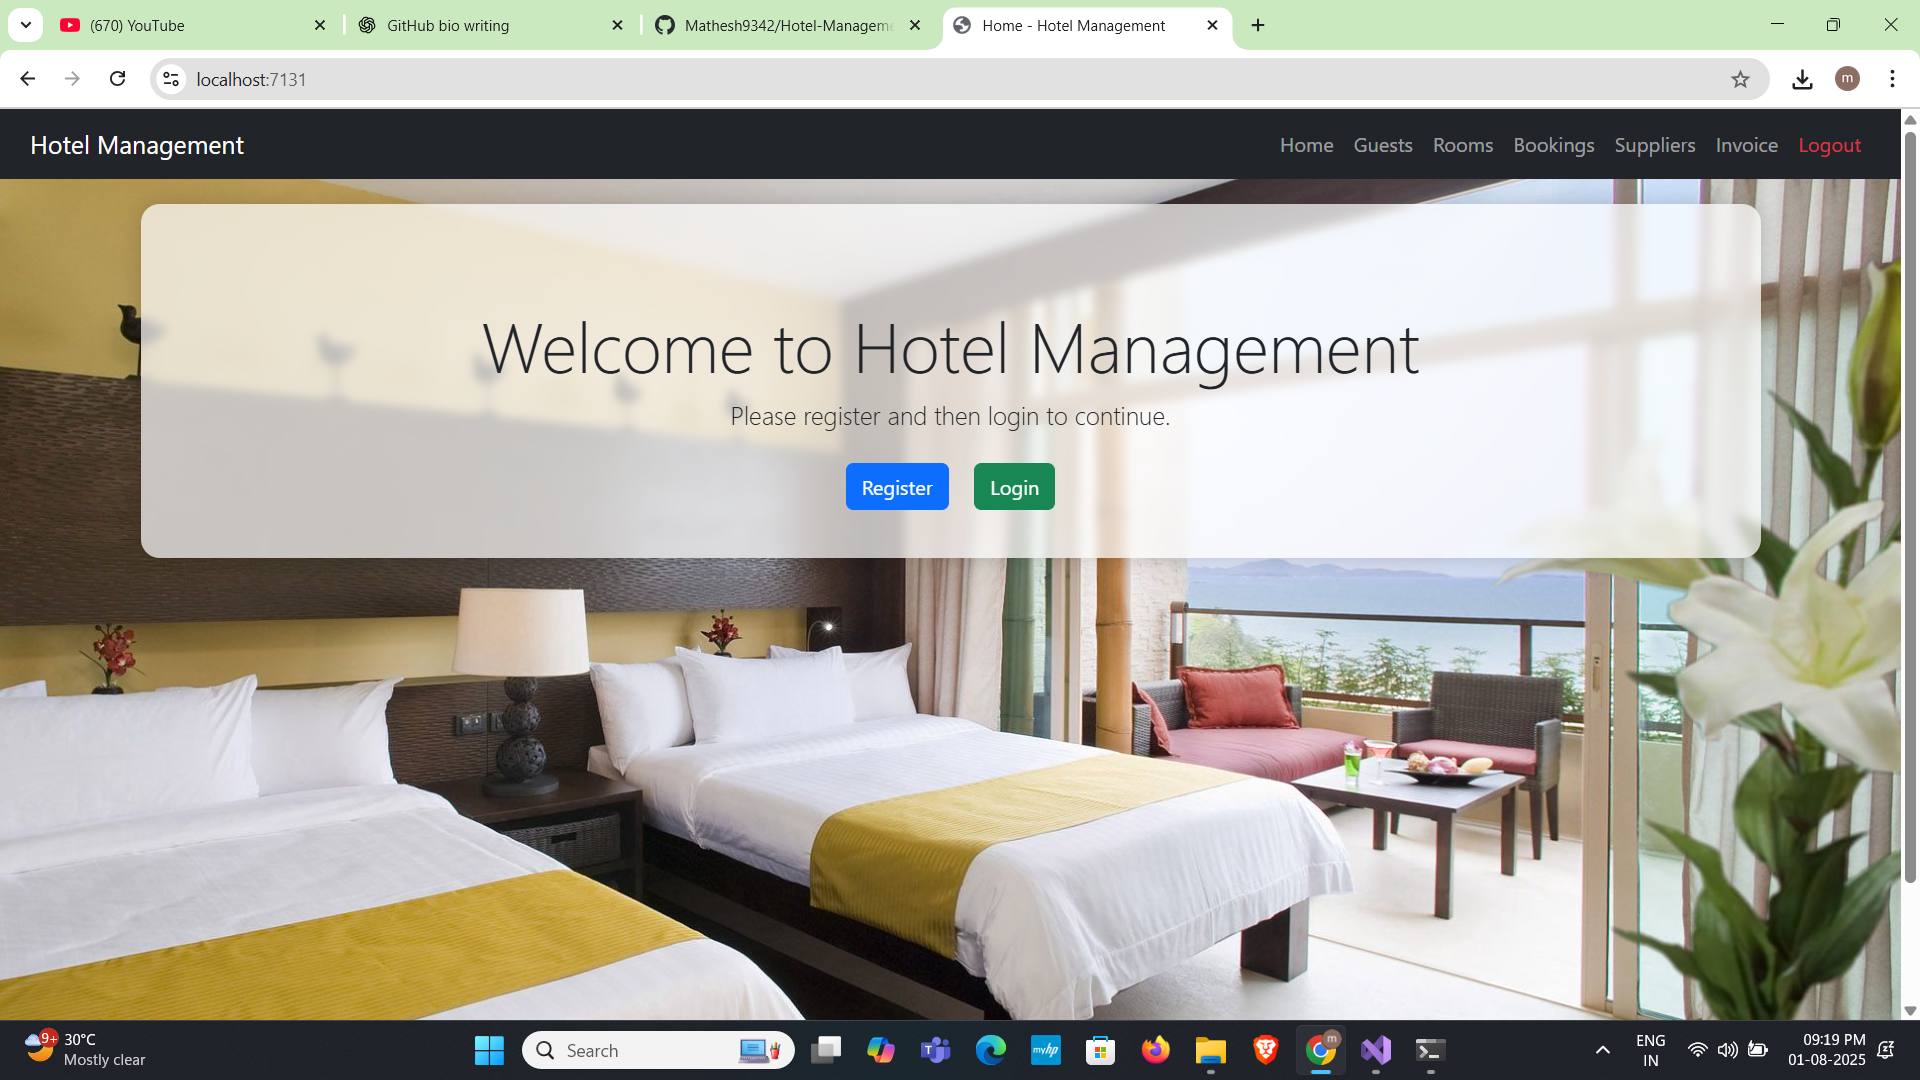 (670) YouTube
GitHub bio writing
Mathesh9342/Hotel-Manageme
Home - Hotel Management
localhost:7131
m
Hotel Management
Home Guests Rooms Bookings Suppliers Invoice Logout
Welcome to Hotel Management
Please register and then login to continue.
Register Login
9+
30°C
Mostly clear
Search
myhp
m
ENG
IN
09:19 PM
01-08-2025